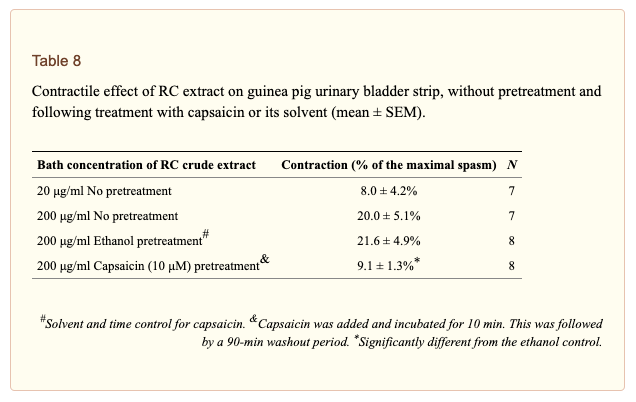 Table 8
Contractile effect of RC extract on guinea pig urinary bladder strip, without pretreatment and
following treatment with capsaicin or its solvent (mean ± SEM).
Bath concentration of RC crude extract Contraction (% of the maximal spasm) N
20 μg/ml No pretreatment 8.0 ± 4.2% 7
200 μg/ml No pretreatment 20.0 ± 5.1% 7
200 μg/ml Ethanol pretreatment# 21.6 ± 4.9% 8
200 μg/ml Capsaicin (10 μM) pretreatment& 9.1 ± 1.3%* 8
#Solvent and time control for capsaicin. &Capsaicin was added and incubated for 10 min. This was followed
by a 90-min washout period. *Significantly different from the ethanol control.